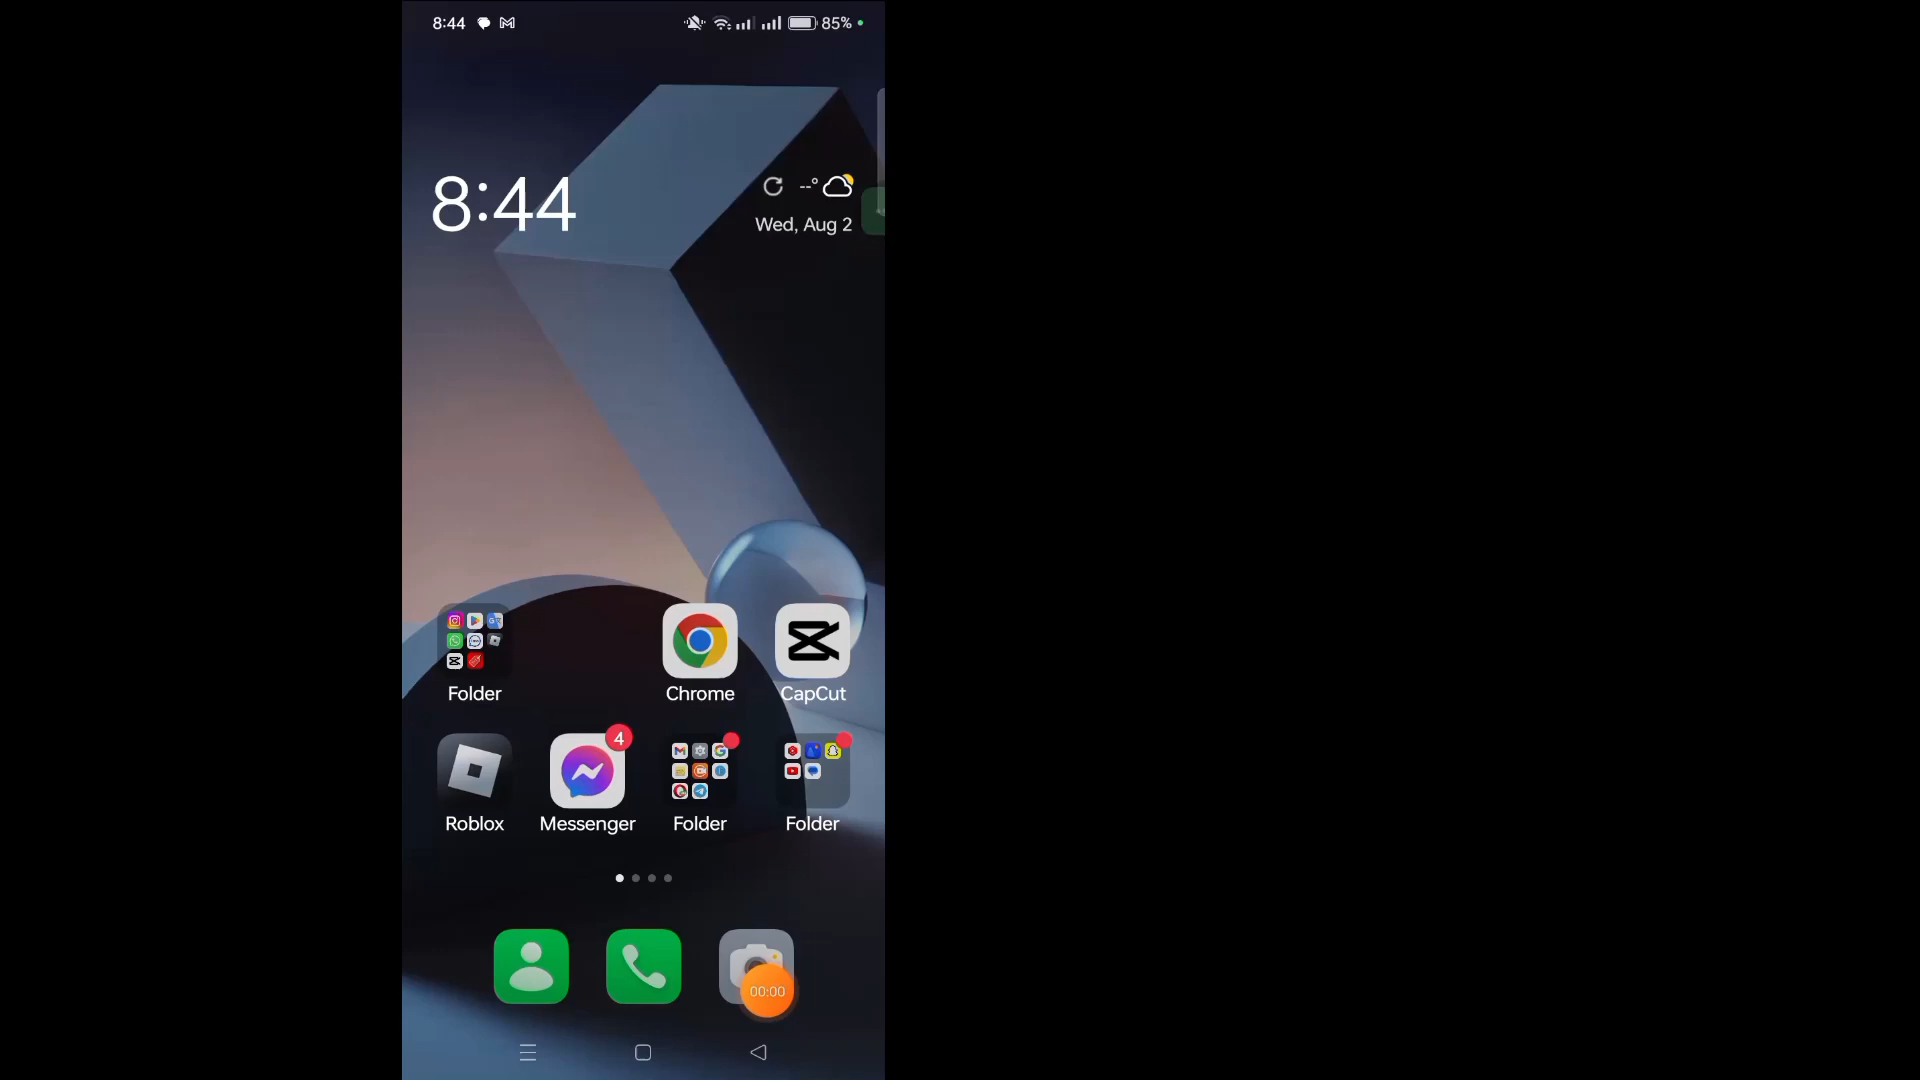 8:44
85%
8:44
--°
Wed, Aug 2
Folder
Chrome
CapCut
4
Roblox
Messenger
Folder
Folder
00:00